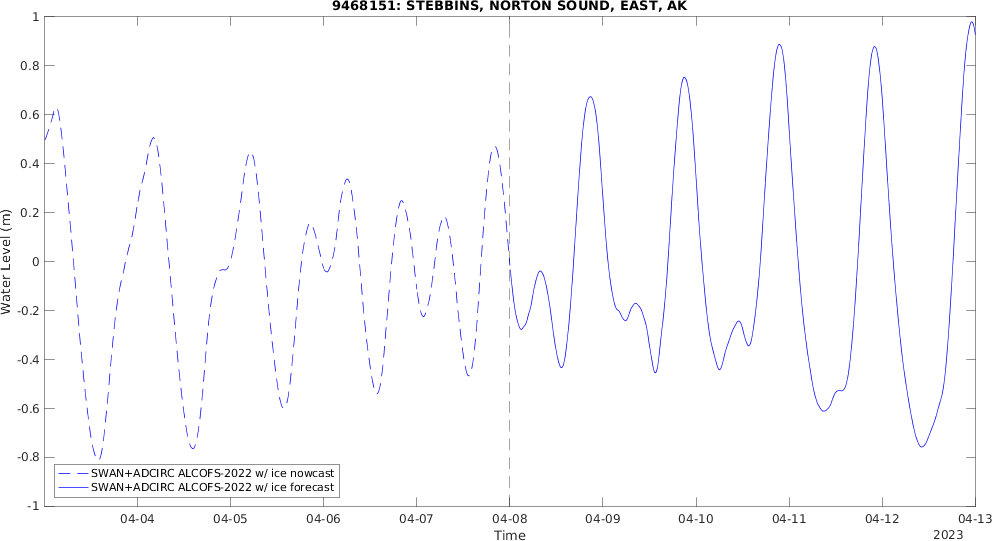 9468151: STEBBINS, NORTON SOUND, EAST, AK
Water Level (m)
1
0.8
0.6
0.4
0.2
0
-0.2
-0.4
-0.6
-0.8
-1
SWAN+ADCIRC ALCOFS-2022 w/ ice nowcast
SWAN+ADCIRC ALCOFS-2022 w/ ice forecast
04-04 04-05 04-06 04-07 04-08 04-09 04-10 04-11 04-12 04-13
Time
2023